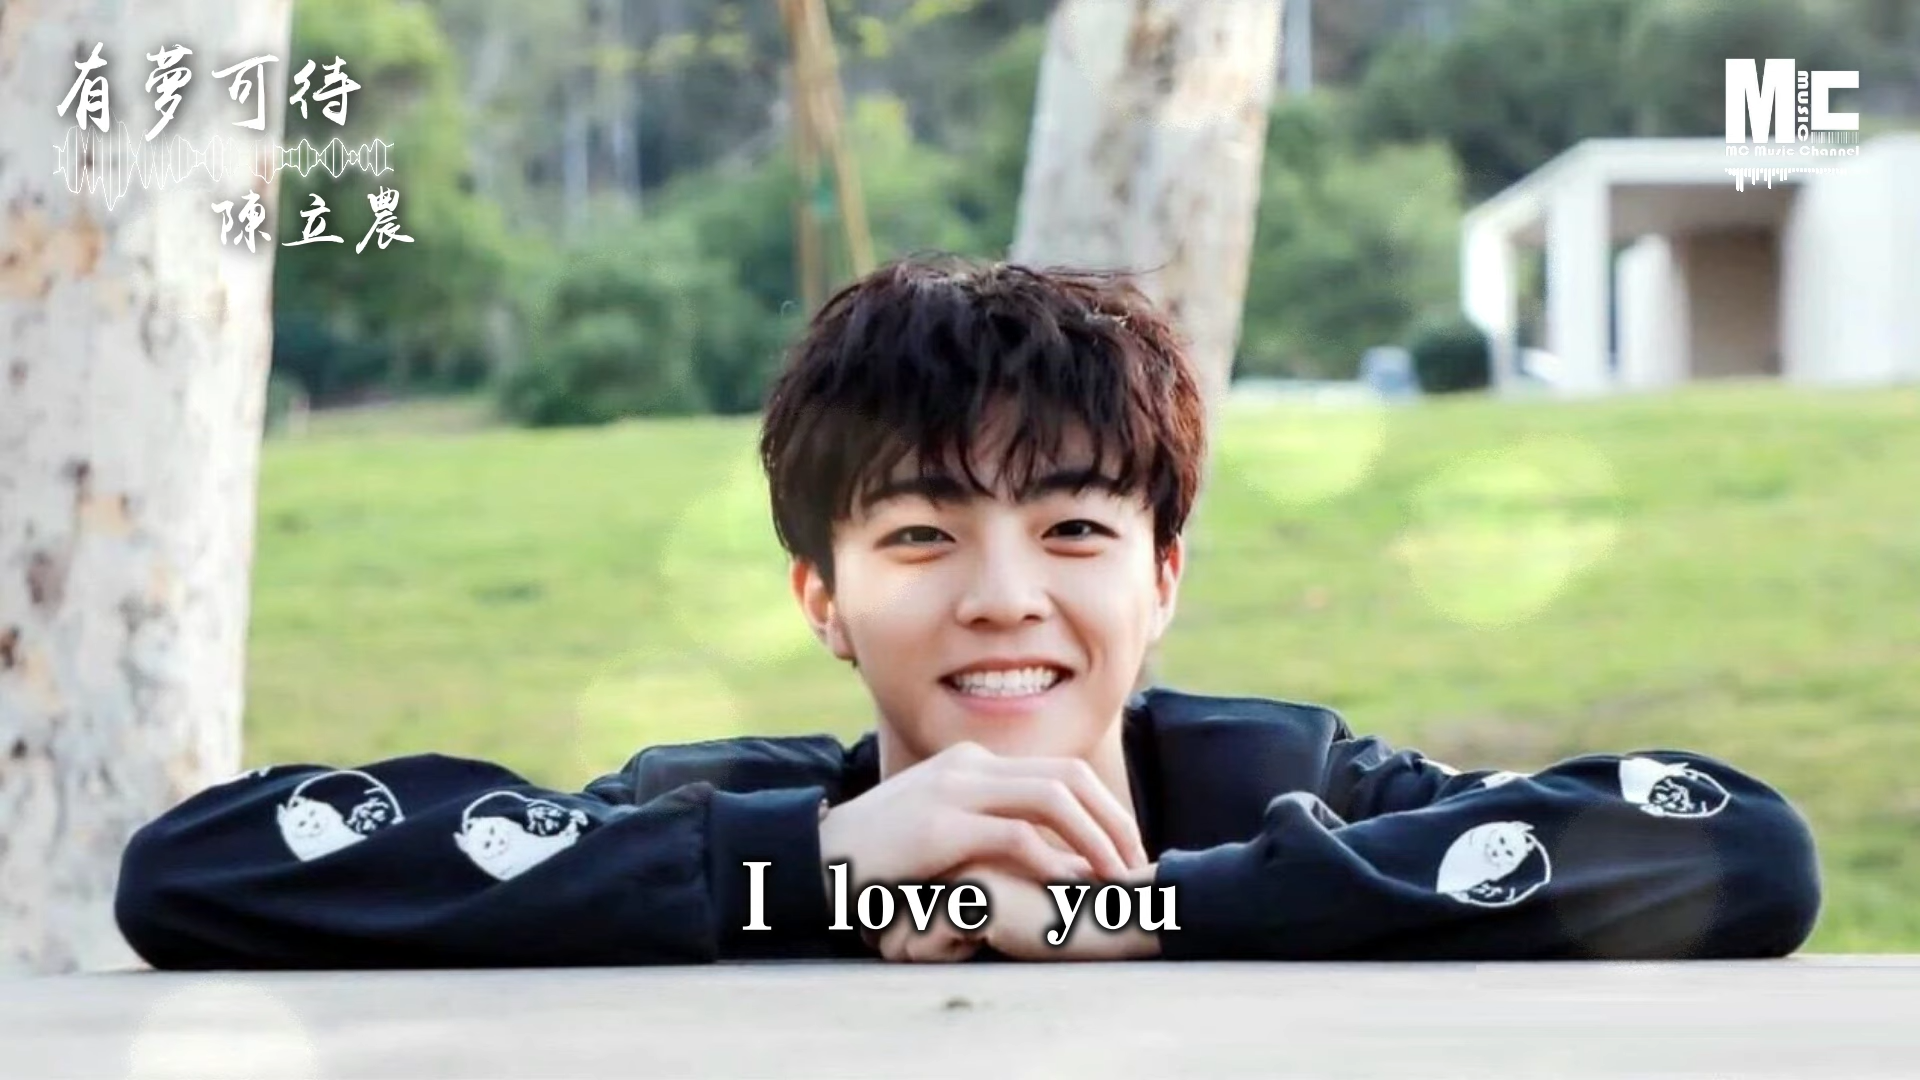 有夢可待
陳立農
MC
music
MC Music Channel
I love you